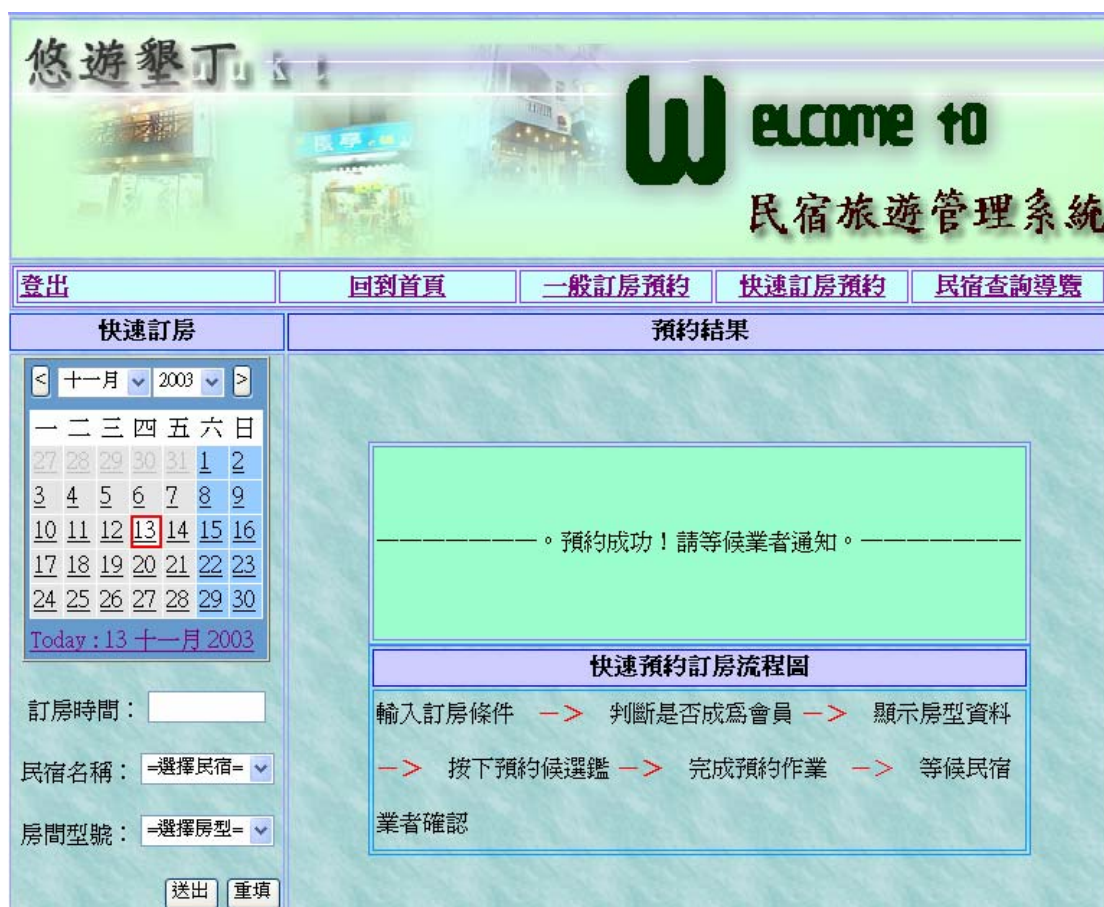 悠遊墾丁
Welcome to
民宿旅遊管理系統
登出 回到首頁 一般訂房預約 快速訂房預約 民宿查詢導覽
快速訂房
< 十一月 2003 >
一 二 三 四 五 六 日
27 28 29 30 31 1 2
3 4 5 6 7 8 9
10 11 12 13 14 15 16
17 18 19 20 21 22 23
24 25 26 27 28 29 30
Today : 13 十一月 2003
訂房時間：
民宿名稱： =選擇民宿=
房間型號： =選擇房型=
送出 重填
預約結果
———————。預約成功！請等候業者通知。———————
快速預約訂房流程圖
輸入訂房條件 —> 判斷是否成為會員 —> 顯示房型資料
—> 按下預約候選鑑 —> 完成預約作業 —> 等候民宿
業者確認